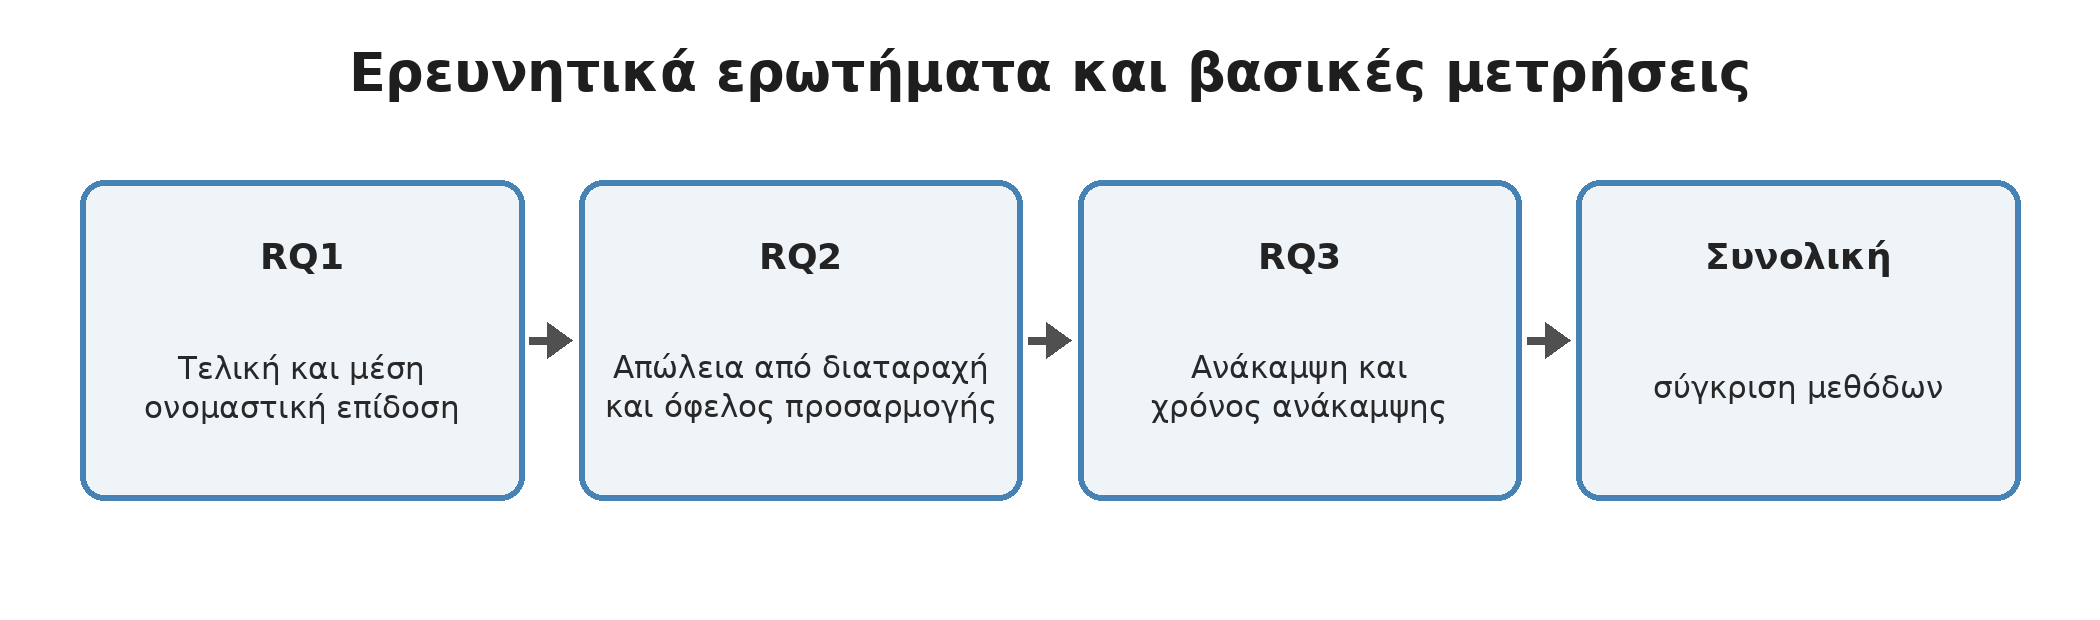 Ερευνητικά ερωτήματα και βασικές μετρήσεις
RQ1
Τελική και μέση
ονομαστική επίδοση
RQ2
Απώλεια από διαταραχή
και όφελος προσαρμογής
RQ3
Ανάκαμψη και
χρόνος ανάκαμψης
Συνολική
σύγκριση μεθόδων